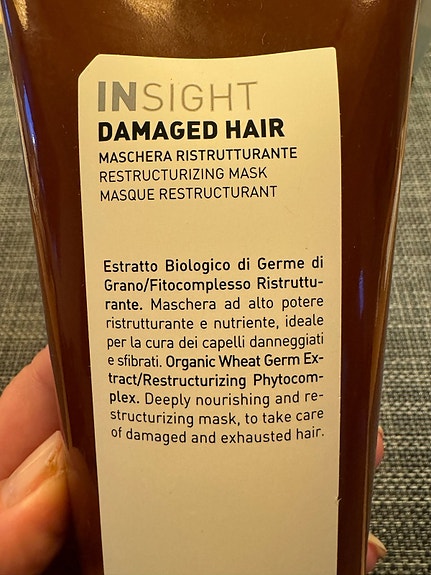 INSIGHT
DAMAGED HAIR
MASCHERA RISTRUTTURANTE
RESTRUCTURIZING MASK
MASQUE RESTRUCTURANT
Estratto Biologico di Germe di
Grano/Fitocomplesso Ristruttu-
rante. Maschera ad alto potere
ristrutturante e nutriente, ideale
per la cura dei capelli danneggiati
e sfibrati. Organic Wheat Germ Ex-
tract/Restructurizing Phytocom-
plex. Deeply nourishing and re-
structurizing mask, to take care
of damaged and exhausted hair.